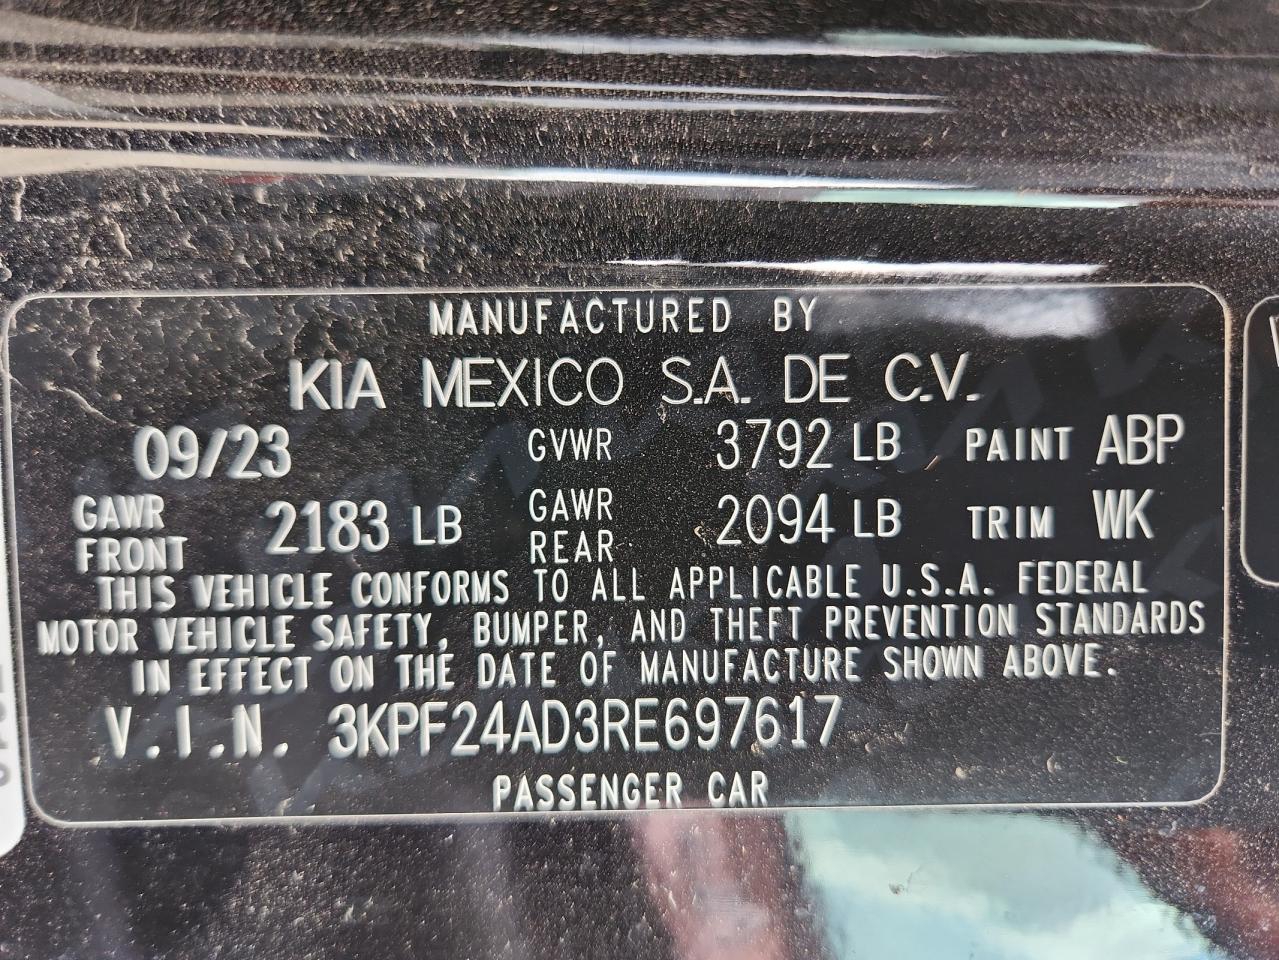 MANUFACTURED BY
KIA MEXICO S.A. DE C.V.
09/23 GVWR 3792 LB PAINT ABP
GAWR FRONT 2183 LB GAWR REAR 2094 LB TRIM WK
THIS VEHICLE CONFORMS TO ALL APPLICABLE U.S.A. FEDERAL
MOTOR VEHICLE SAFETY, BUMPER, AND THEFT PREVENTION STANDARDS
IN EFFECT ON THE DATE OF MANUFACTURE SHOWN ABOVE.
V.I.N. 3KPF24AD3RE697617
PASSENGER CAR